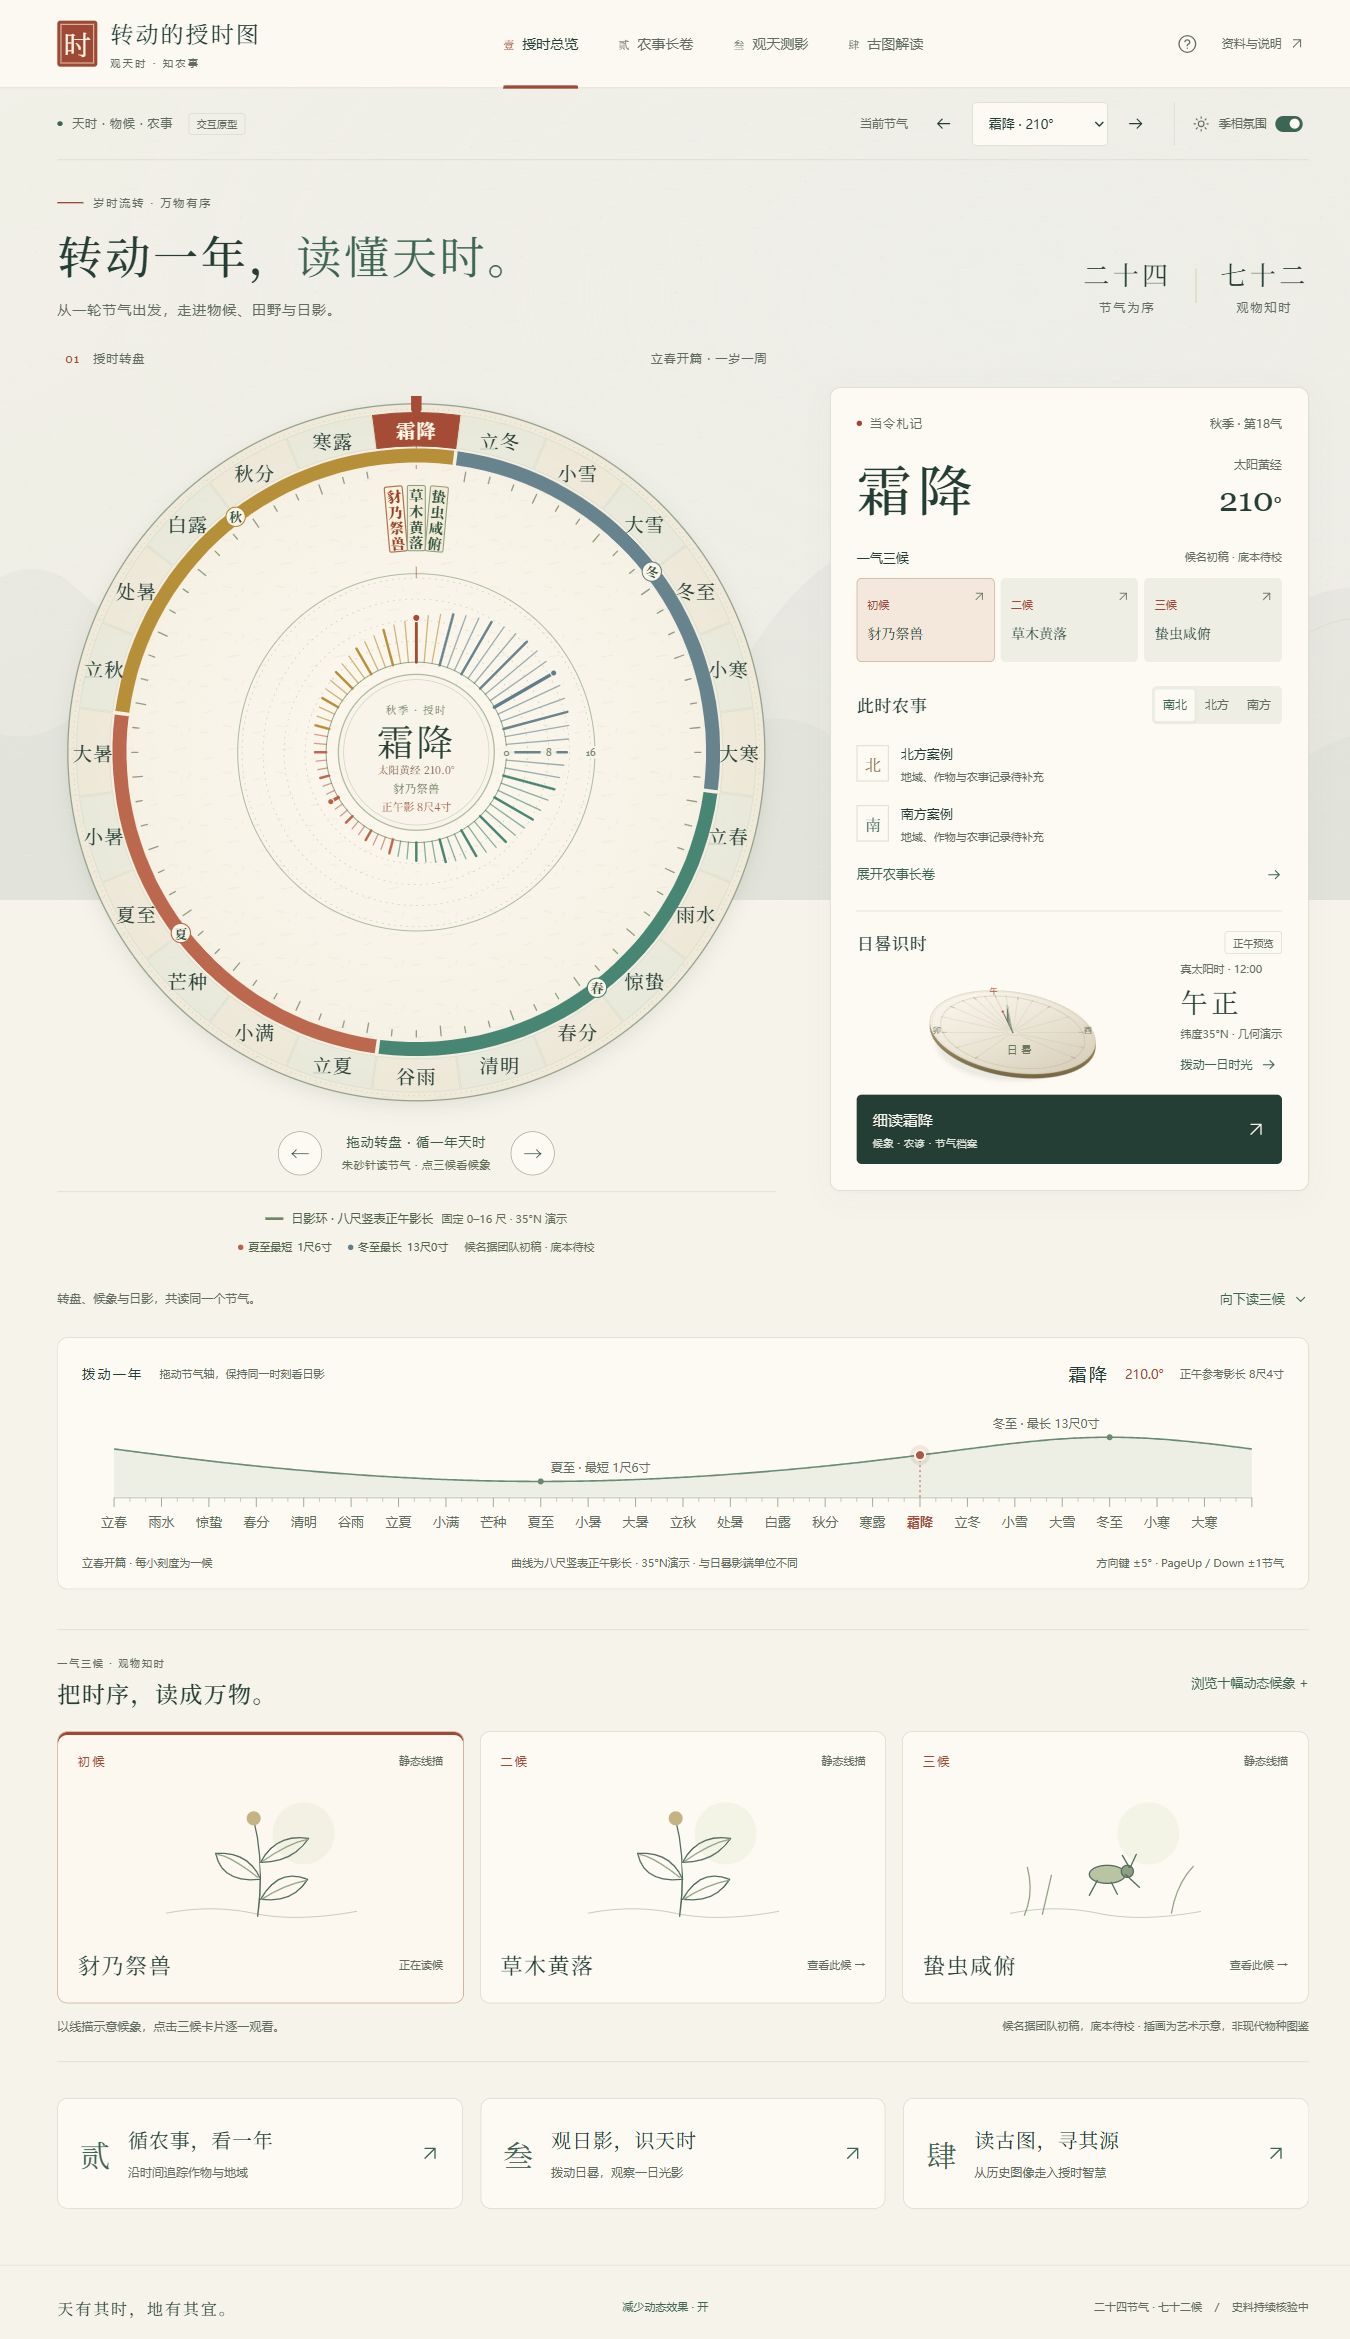 时
转动的授时图
观天时 · 知农事
壹 授时总览
贰 农事长卷
叁 观天测影
肆 古图解读
?
资料与说明
天时 · 物候 · 农事
交互原型
当前节气
霜降 · 210°
季相氛围
岁时流转 · 万物有序
转动一年，读懂天时。
从一轮节气出发，走进物候、田野与日影。
二十四
节气为序
七十二
观物知时
01 授时转盘
立春开篇 · 一岁一周
霜降
立冬
小雪
大雪
冬至
小寒
大寒
立春
雨水
惊蛰
春分
清明
谷雨
立夏
小满
芒种
夏至
小暑
大暑
立秋
处暑
白露
秋分
寒露
秋
冬
春
夏
豺乃祭兽
草木黄落
蛰虫咸俯
秋季 · 授时
霜降
太阳黄经 210.0°
豺乃祭兽
正午影 8尺4寸
0
8
16
拖动转盘 · 循一年天时
朱砂针读节气 · 点三候看候象
日影环 · 八尺竖表正午影长 固定 0–16 尺 · 35°N 演示
夏至最短 1尺6寸 冬至最长 13尺0寸 候名据团队初稿 · 底本待校
当令札记
秋季 · 第18气
霜降
太阳黄经
210°
一气三候
候名初稿 · 底本待校
初候
豺乃祭兽
二候
草木黄落
三候
蛰虫咸俯
此时农事
南北
北方
南方
北
北方案例
地域、作物与农事记录待补充
南
南方案例
地域、作物与农事记录待补充
展开农事长卷
日晷识时
正午预览
午
卯
酉
日晷
真太阳时 · 12:00
午正
纬度35°N · 几何演示
拨动一日时光
细读霜降
候象 · 农谚 · 节气档案
转盘、候象与日影，共读同一个节气。
向下读三候
拨动一年 拖动节气轴，保持同一时刻看日影
霜降 210.0° 正午参考影长 8尺4寸
冬至 · 最长 13尺0寸
夏至 · 最短 1尺6寸
立春 雨水 惊蛰 春分 清明 谷雨 立夏 小满 芒种 夏至 小暑 大暑 立秋 处暑 白露 秋分 寒露 霜降 立冬 小雪 大雪 冬至 小寒 大寒
立春开篇 · 每小刻度为一候
曲线为八尺竖表正午影长 · 35°N演示 · 与日晷影端单位不同
方向键 ±5° · PageUp / Down ±1节气
一气三候 · 观物知时
把时序，读成万物。
浏览十幅动态候象 +
初候
静态线描
豺乃祭兽
正在读候
二候
静态线描
草木黄落
查看此候 →
三候
静态线描
蛰虫咸俯
查看此候 →
以线描示意候象，点击三候卡片逐一观看。
候名据团队初稿，底本待校 · 插画为艺术示意，非现代物种图鉴
贰
循农事，看一年
沿时间追踪作物与地域
叁
观日影，识天时
拨动日晷，观察一日光影
肆
读古图，寻其源
从历史图像走入授时智慧
天有其时，地有其宜。
减少动态效果 · 开
二十四节气 · 七十二候 / 史料持续核验中